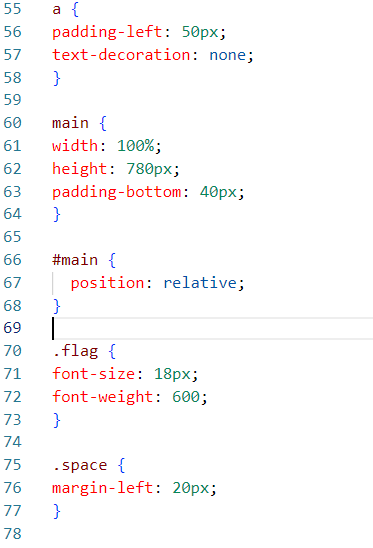 55 a {
56 padding-left: 50px;
57 text-decoration: none;
58 }
59
60 main {
61 width: 100%;
62 height: 780px;
63 padding-bottom: 40px;
64 }
65
66 #main {
67 position: relative;
68 }
69
70 .flag {
71 font-size: 18px;
72 font-weight: 600;
73 }
74
75 .space {
76 margin-left: 20px;
77 }
78